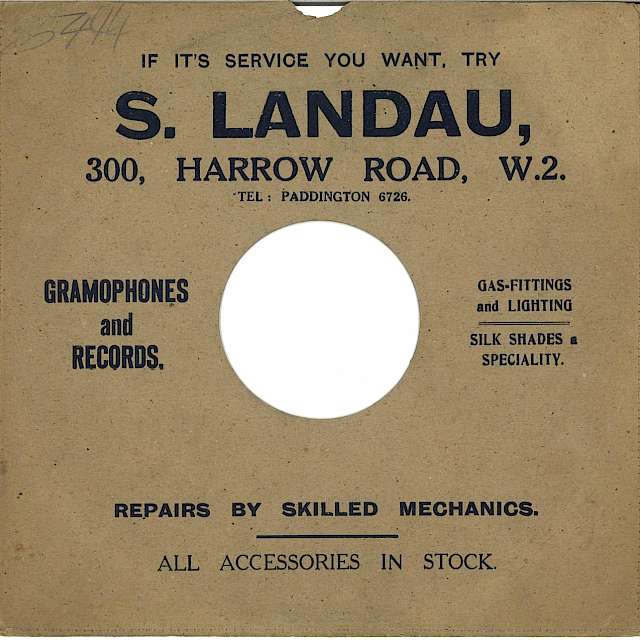 5444
IF IT'S SERVICE YOU WANT, TRY
S. LANDAU,
300, HARROW ROAD, W.2.
TEL: PADDINGTON 6726.
GRAMOPHONES
and
RECORDS.
GAS-FITTINGS
and LIGHTING
SILK SHADES a
SPECIALITY.
REPAIRS BY SKILLED MECHANICS.
ALL ACCESSORIES IN STOCK.